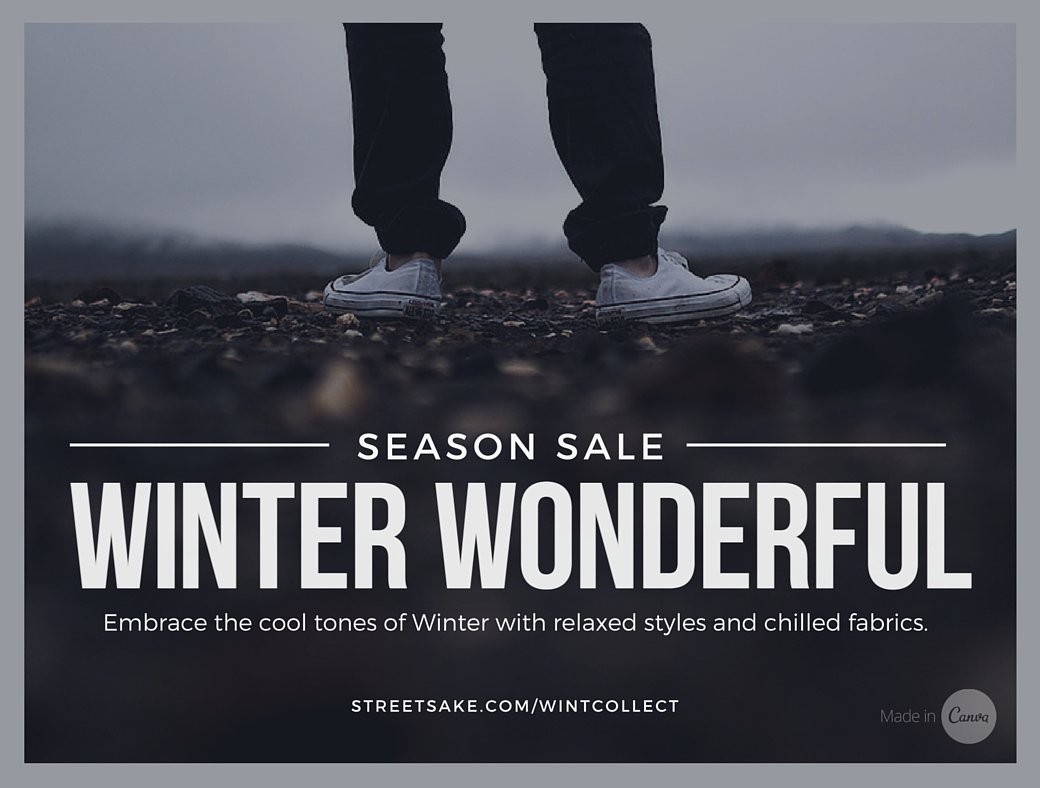 SEASON SALE
WINTER WONDERFUL
Embrace the cool tones of Winter with relaxed styles and chilled fabrics.
STREETSAKE.COM/WINTCOLLECT
Made in Canva